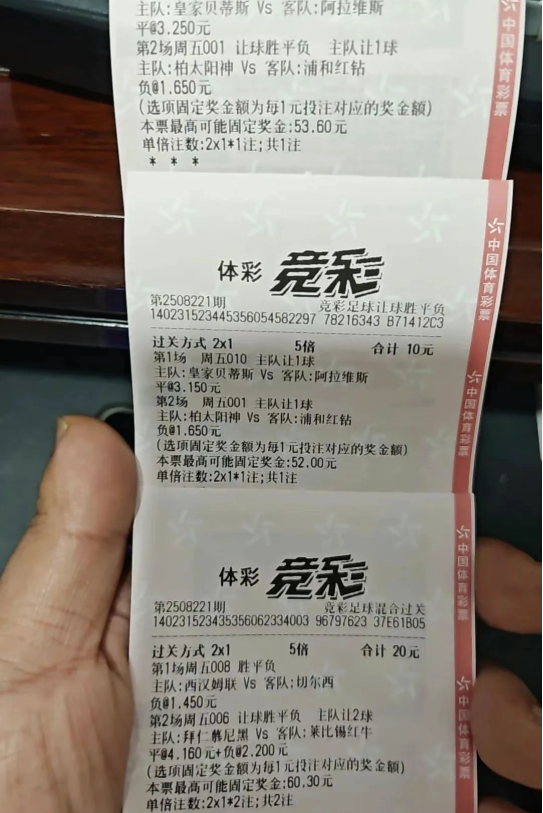 主队:皇家贝蒂斯 Vs 客队:阿拉维斯
平@3.250元
第2场周五001 让球胜平负 主队让1球
主队:柏太阳神 Vs 客队:浦和红钻
负@1.650元
(选项固定奖金额为每1元投注对应的奖金额)
本票最高可能固定奖金:53.60元
单倍注数:2x1*1注;共1注
* * *
中国体育彩票
体彩 竞彩
第2508221期 竞彩足球让球胜平负
140231523445356054582297 78216343 B71412C3
过关方式 2x1 5倍 合计 10元
第1场 周五010 主队让1球
主队:皇家贝蒂斯 Vs 客队:阿拉维斯
平@3.150元
第2场 周五001 主队让1球
主队:柏太阳神 Vs 客队:浦和红钻
负@1.650元
(选项固定奖金额为每1元投注对应的奖金额)
本票最高可能固定奖金:52.00元
单倍注数:2x1*1注;共1注
中国体育彩票
中国体育彩票
体彩 竞彩
第2508221期 竞彩足球混合过关
140231523435356062334003 96797623 37E61B05
过关方式 2x1 5倍 合计 20元
第1场周五008 胜平负
主队:西汉姆联 Vs 客队:切尔西
负@1.450元
第2场周五006 让球胜平负 主队让2球
主队:拜仁慕尼黑 Vs 客队:莱比锡红牛
平@4.160元+负@2.200元
(选项固定奖金额为每1元投注对应的奖金额)
本票最高可能固定奖金:60.30元
单倍注数:2x1*2注;共2注
中国体育彩票
中国体育彩票